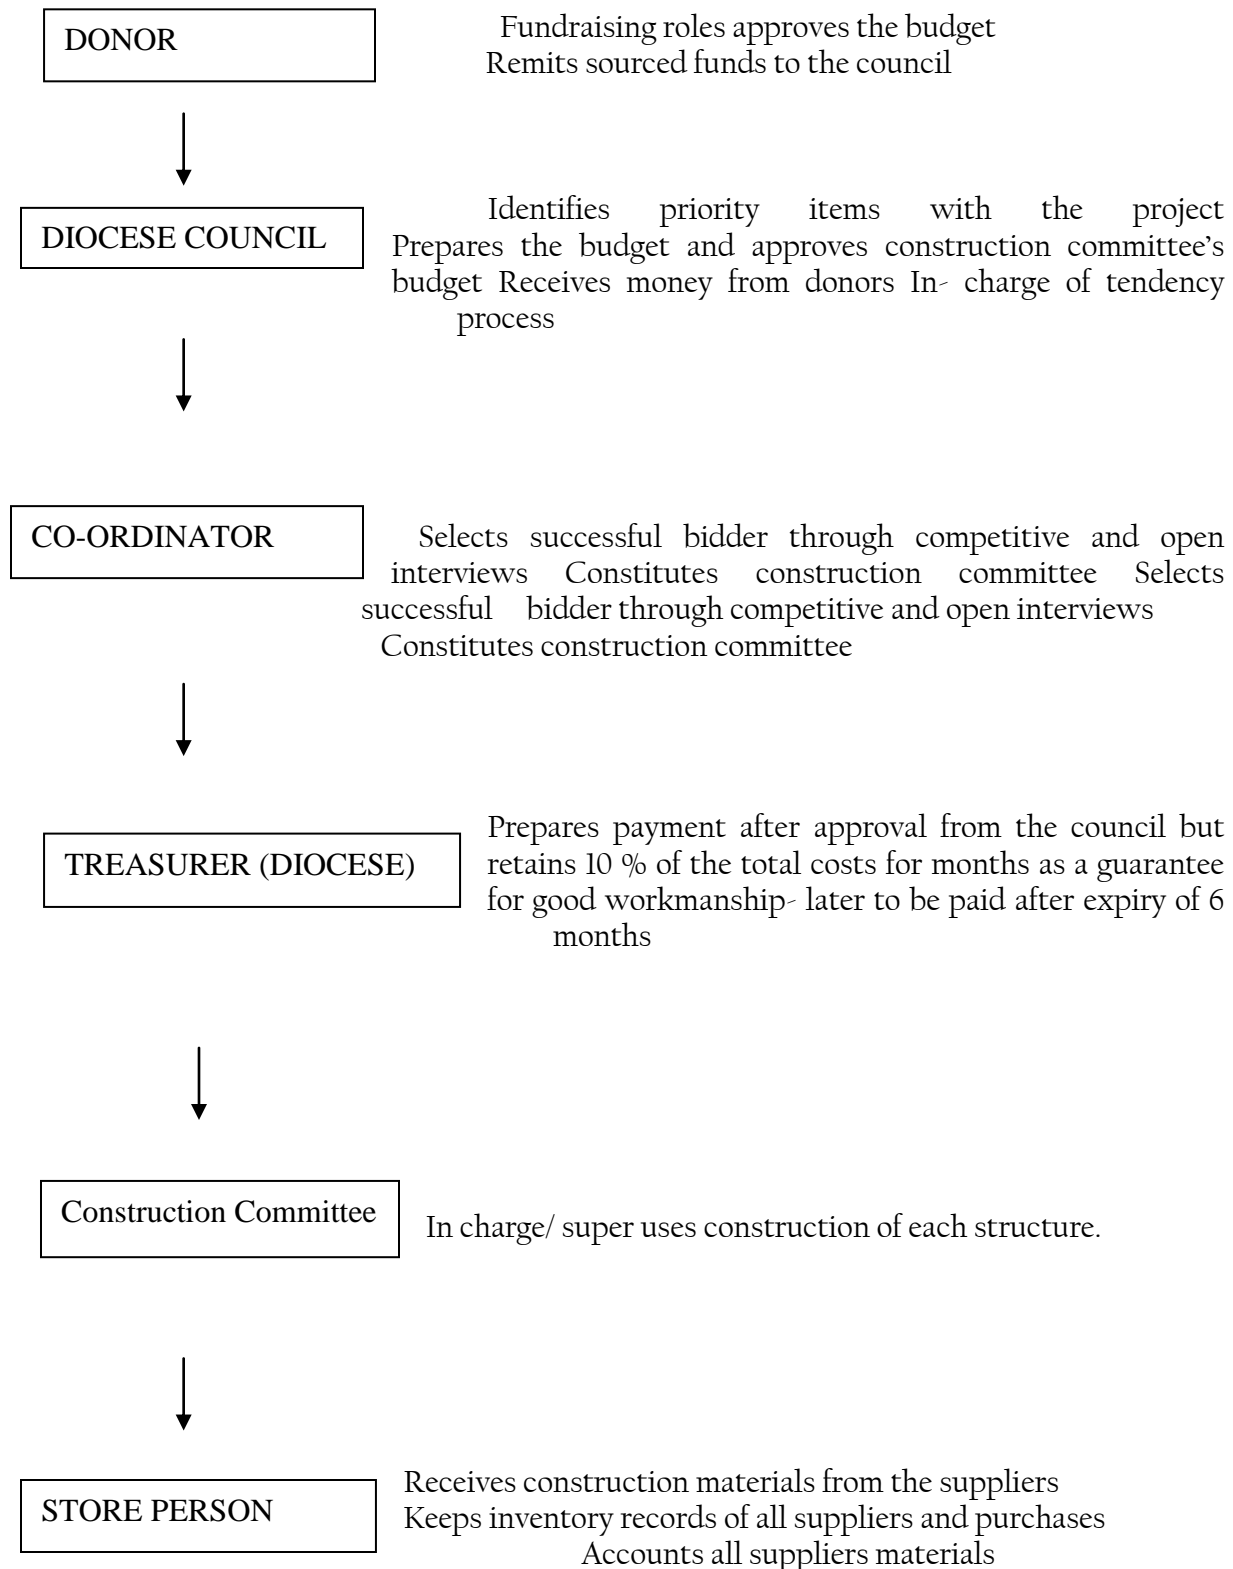 DONOR
Fundraising roles approves the budget
Remits sourced funds to the council
DIOCESE COUNCIL
Identifies priority items with the project
Prepares the budget and approves construction committee’s
budget Receives money from donors In- charge of tendency
process
CO-ORDINATOR
Selects successful bidder through competitive and open
interviews Constitutes construction committee Selects
successful bidder through competitive and open interviews
Constitutes construction committee
TREASURER (DIOCESE)
Prepares payment after approval from the council but
retains 10 % of the total costs for months as a guarantee
for good workmanship- later to be paid after expiry of 6
months
Construction Committee
In charge/ super uses construction of each structure.
STORE PERSON
Receives construction materials from the suppliers
Keeps inventory records of all suppliers and purchases
Accounts all suppliers materials